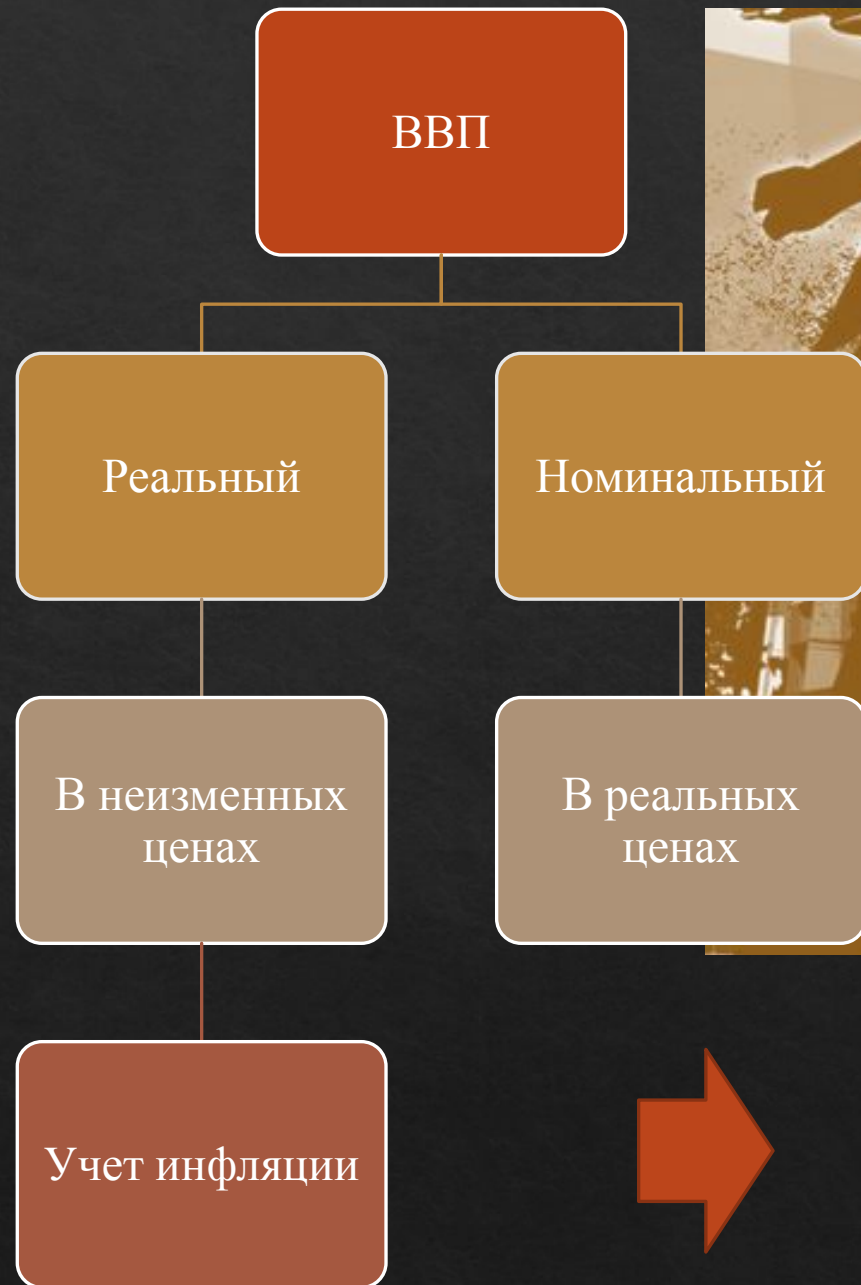 ВВП
Реальный
Номинальный
В неизменных
ценах
В реальных
ценах
Учет инфляции